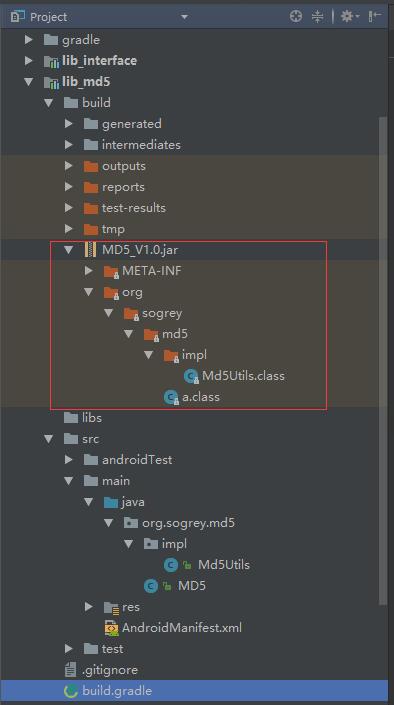 Project
gradle
lib_interface
lib_md5
build
generated
intermediates
outputs
reports
test-results
tmp
MD5_V1.0.jar
META-INF
org
sogrey
md5
impl
Md5Utils.class
a.class
libs
src
androidTest
main
java
org.sogrey.md5
impl
Md5Utils
MD5
res
AndroidManifest.xml
test
.gitignore
build.gradle